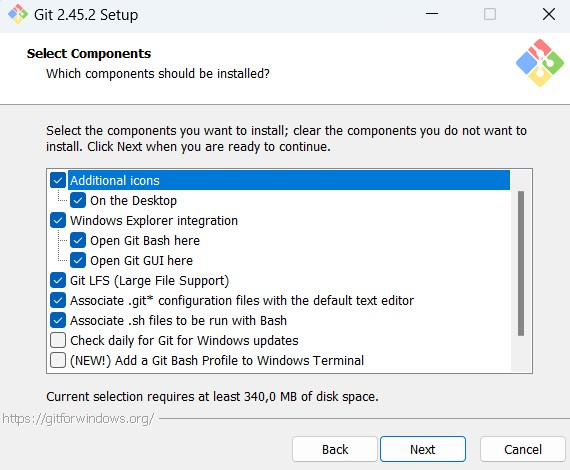 Git 2.45.2 Setup
Select Components
Which components should be installed?
Select the components you want to install; clear the components you do not want to
install. Click Next when you are ready to continue.
Additional icons
On the Desktop
Windows Explorer integration
Open Git Bash here
Open Git GUI here
Git LFS (Large File Support)
Associate .git* configuration files with the default text editor
Associate .sh files to be run with Bash
Check daily for Git for Windows updates
(NEW!) Add a Git Bash Profile to Windows Terminal
Current selection requires at least 340,0 MB of disk space.
https://gitforwindows.org/
Back
Next
Cancel